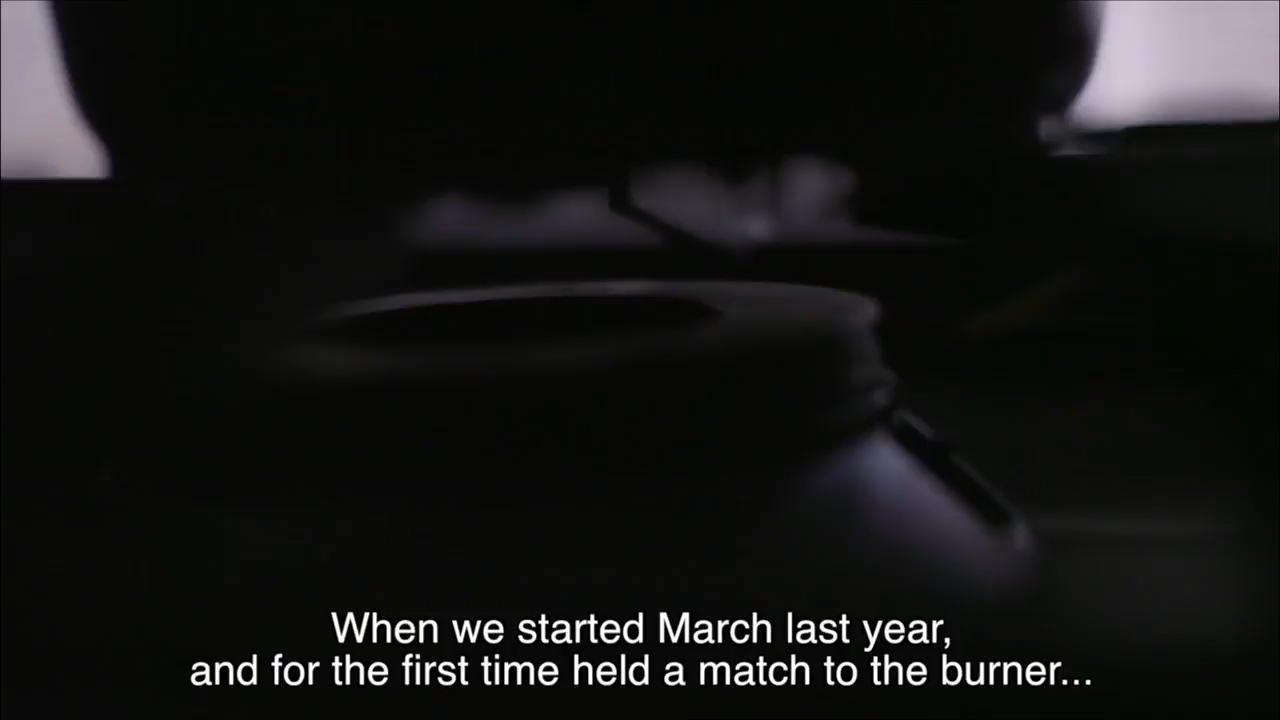 When we started March last year,
and for the first time held a match to the burner...